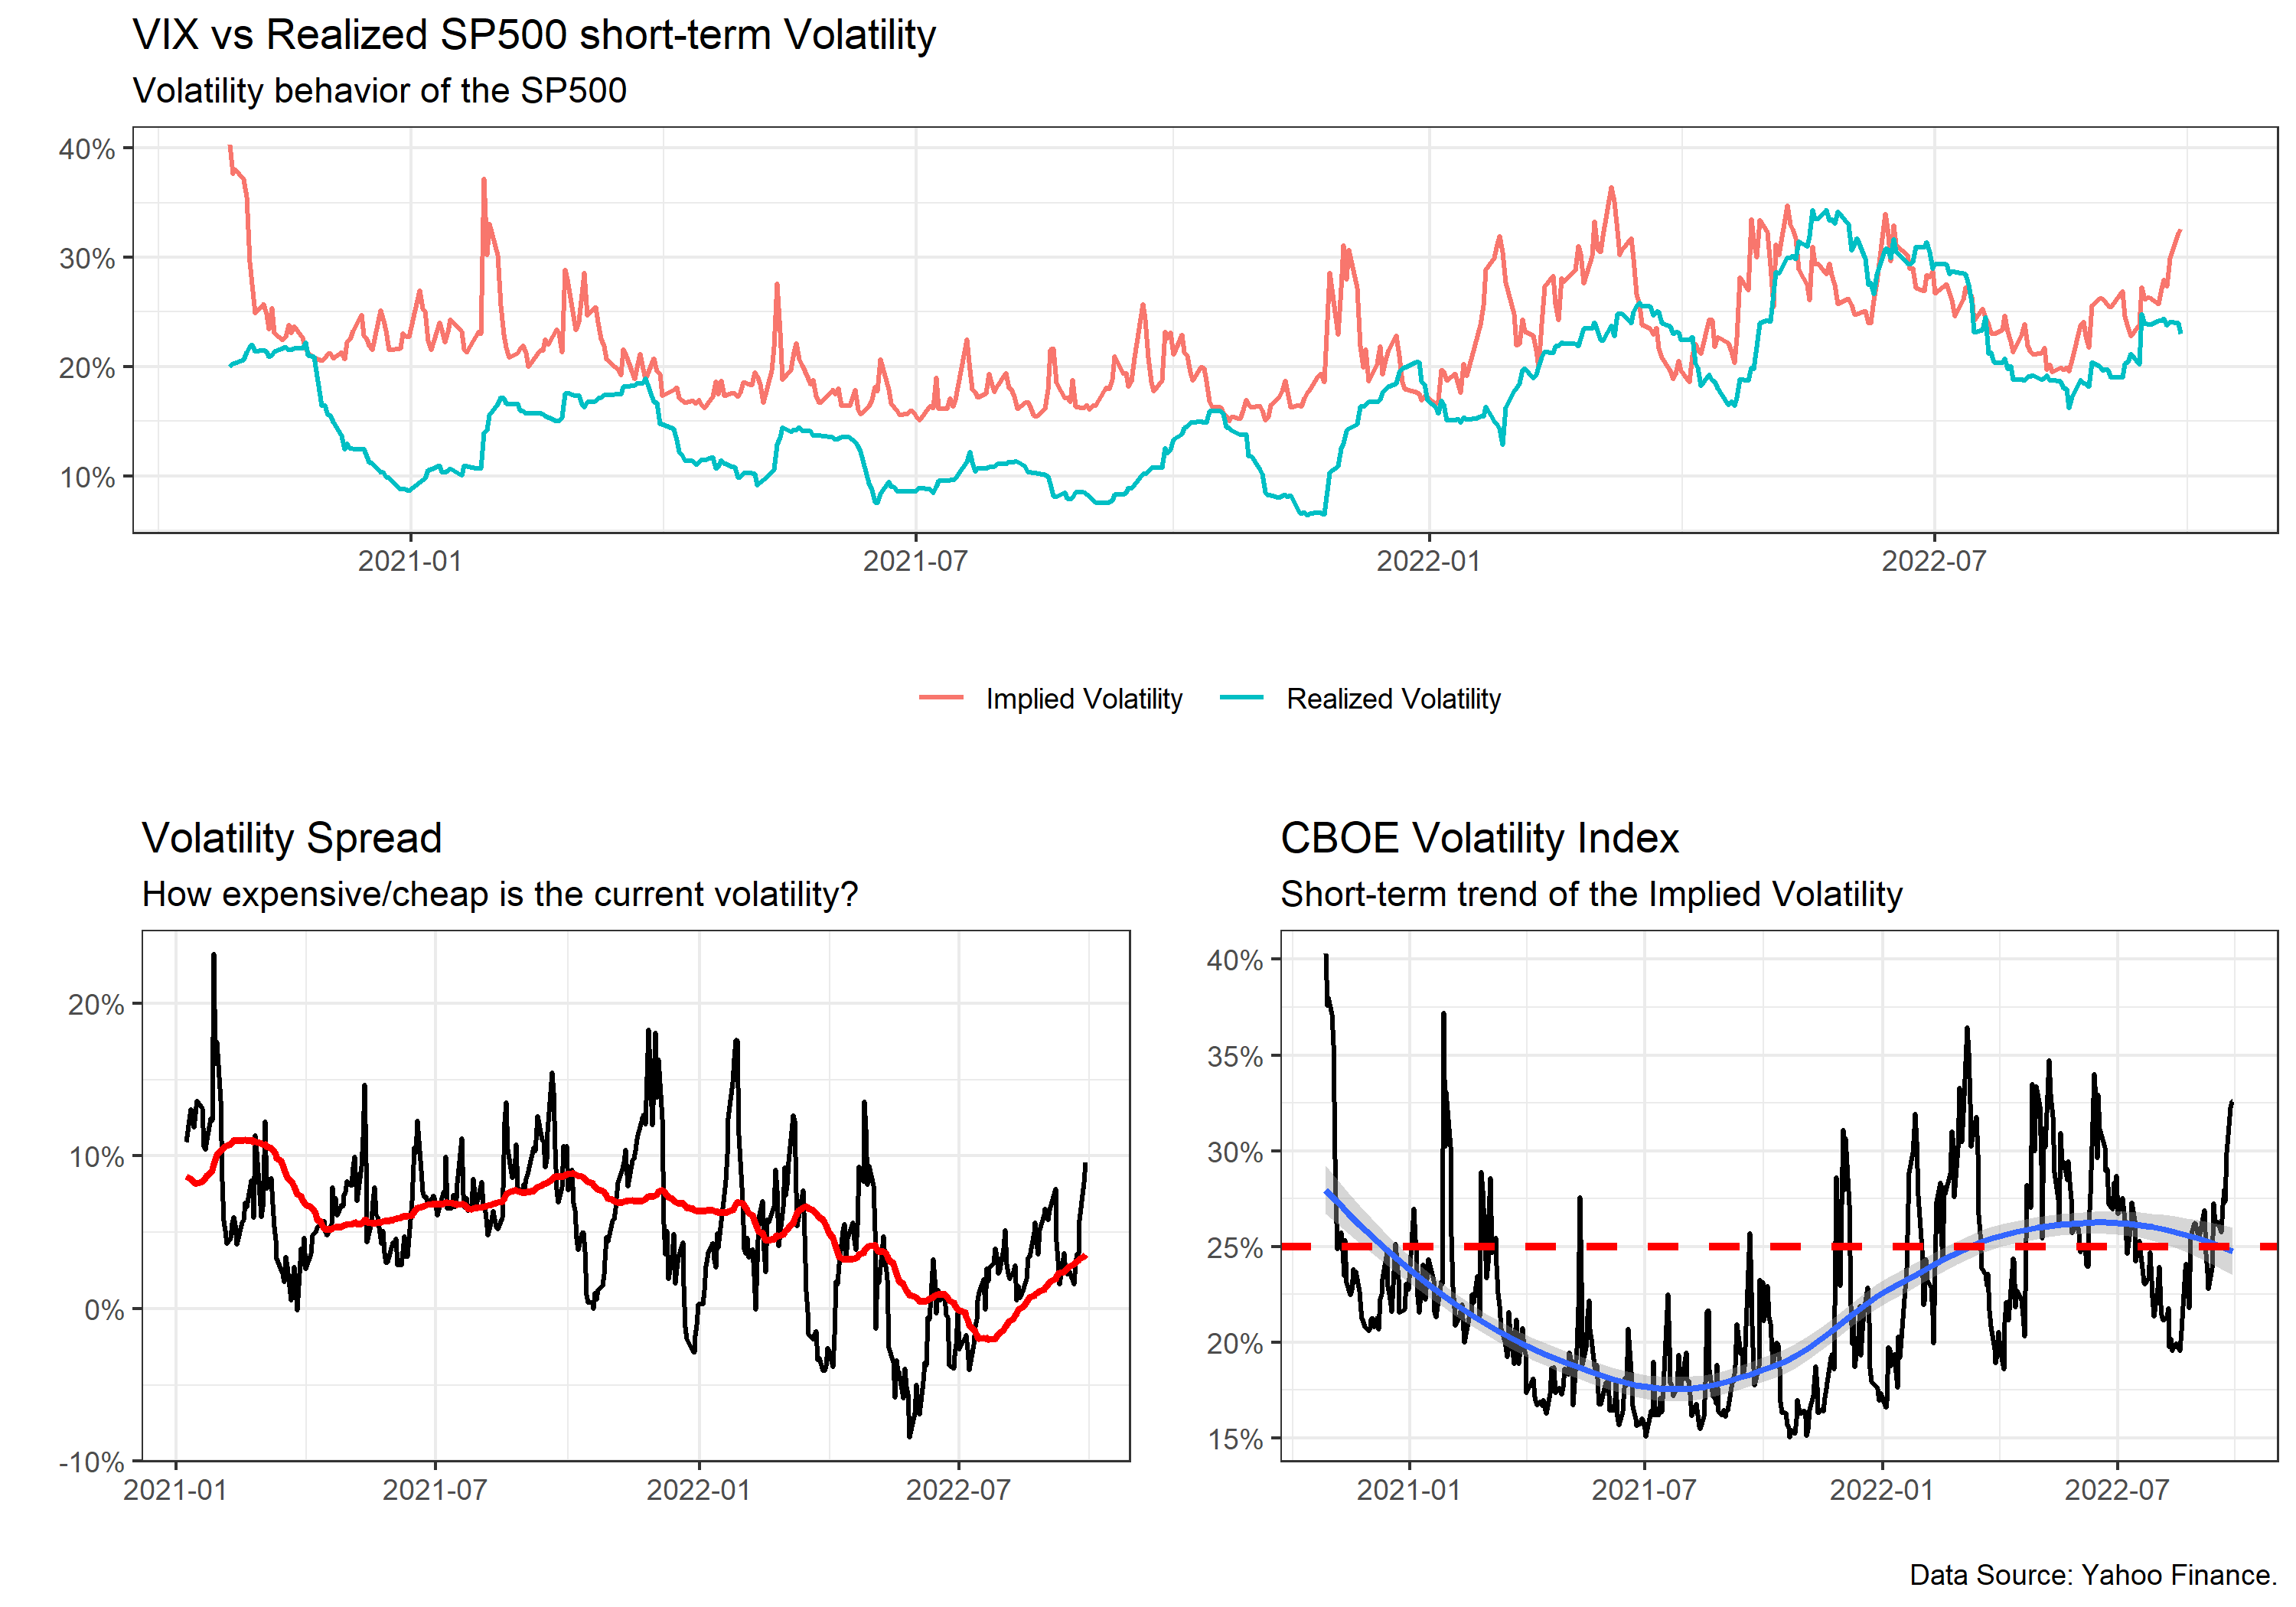 VIX vs Realized SP500 short-term Volatility
Volatility behavior of the SP500
40%
30%
20%
10%
2021-01 2021-07 2022-01 2022-07
Implied Volatility Realized Volatility
Volatility Spread
How expensive/cheap is the current volatility?
20%
10%
0%
-10%
2021-01 2021-07 2022-01 2022-07
CBOE Volatility Index
Short-term trend of the Implied Volatility
40%
35%
30%
25%
20%
15%
2021-01 2021-07 2022-01 2022-07
Data Source: Yahoo Finance.